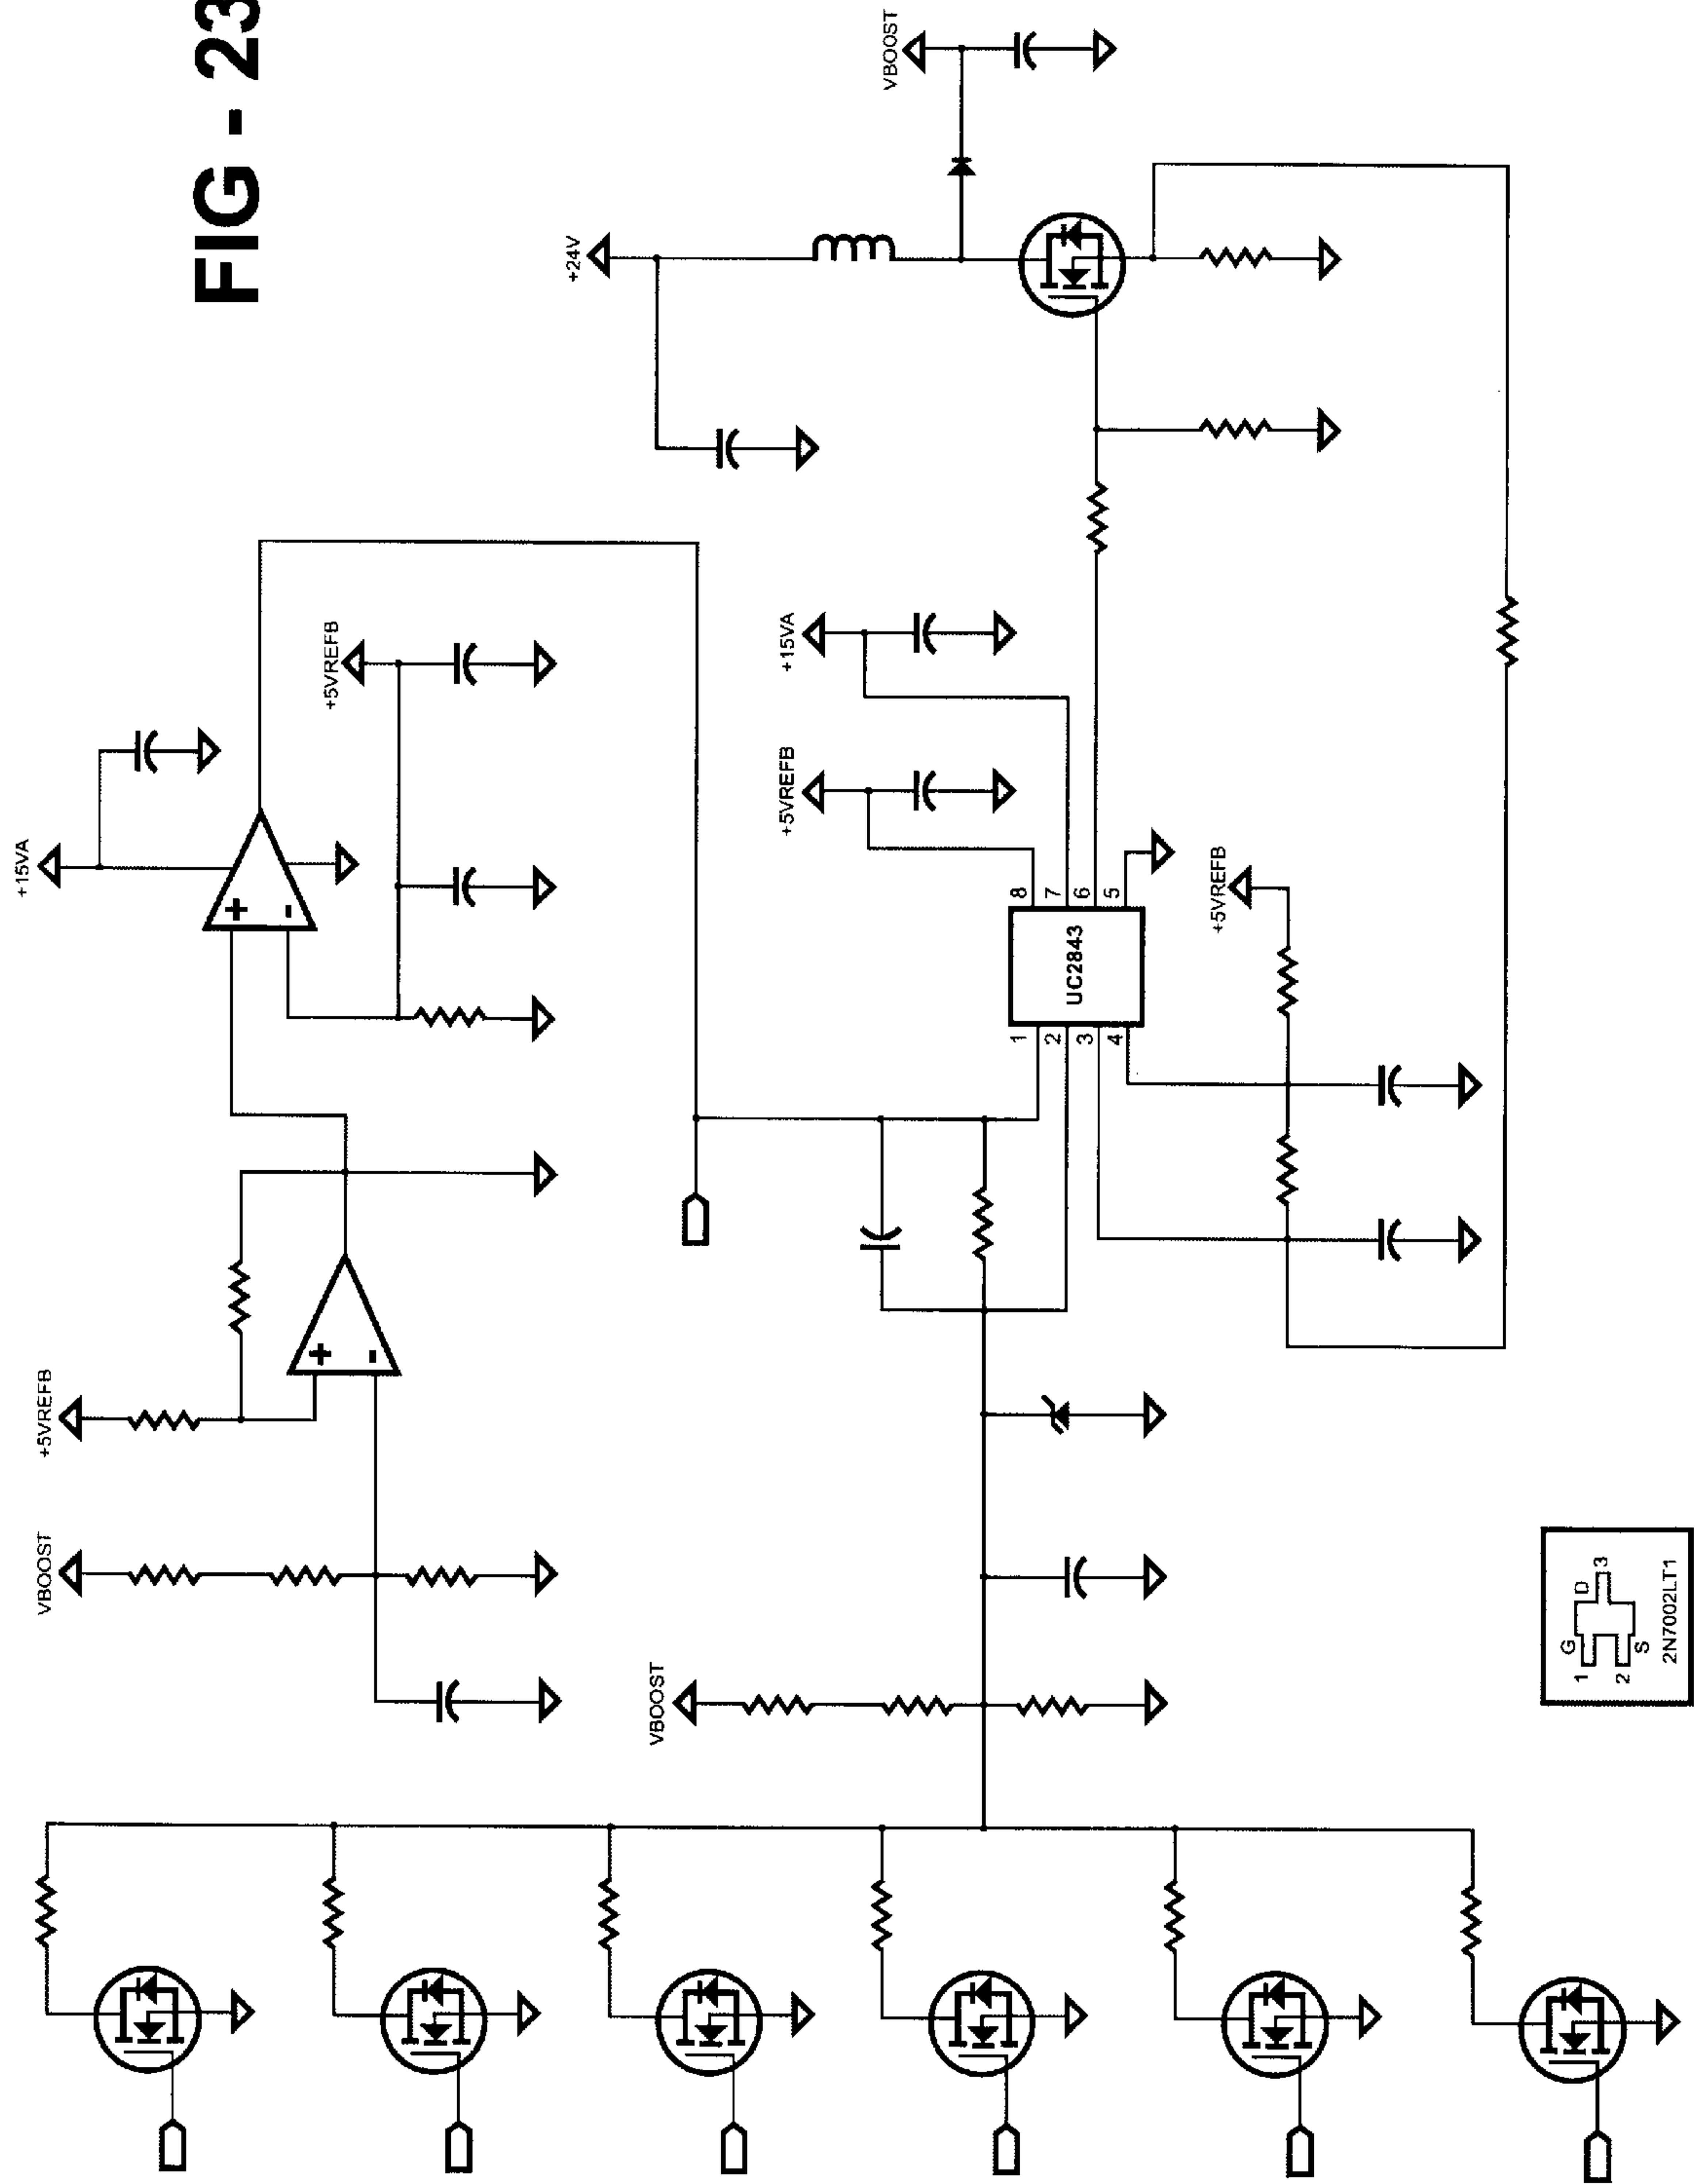 FIG - 23
+15VA
+
-
+5VREFB
+5VREFB
+
-
VBOOST
+24V
VBOOST
+15VA
+5VREFB
VBOOST
8
7
6
5
UC2843
1
2
3
4
+5VREFB
G
D
S
1
2
3
2N7002LT1